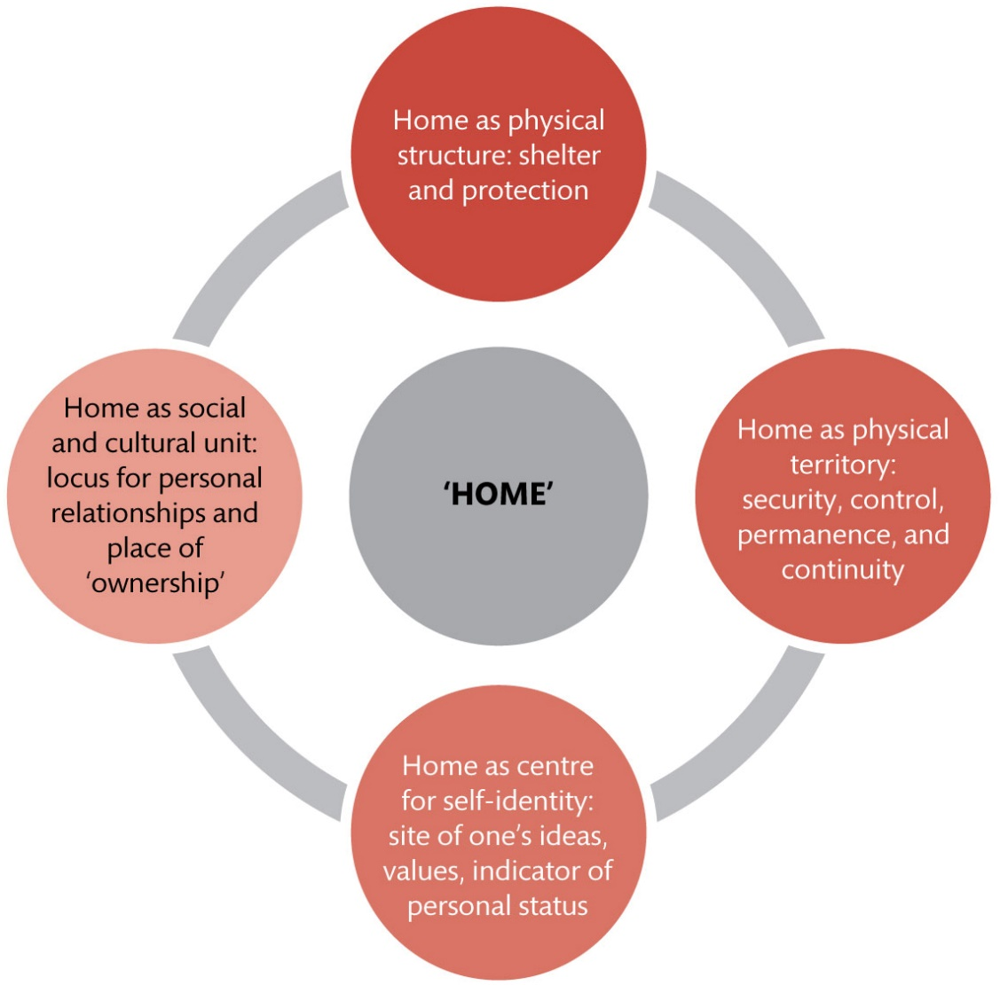 Home as physical
structure: shelter
and protection
Home as physical
territory:
security, control,
permanence, and
continuity
Home as centre
for self-identity:
site of one’s ideas,
values, indicator of
personal status
Home as social
and cultural unit:
locus for personal
relationships and
place of
‘ownership’
‘HOME’